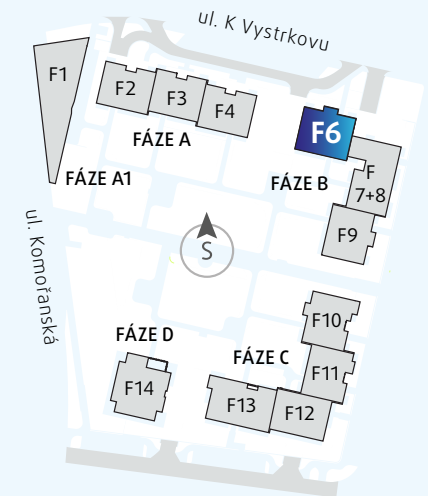 ul. K Vystrkovu
F1
F2
F3
F4
FÁZE A
F6
FÁZE A1
FÁZE B
F
7+8
F9
ul. Komořanská
S
F10
FÁZE D
FÁZE C
F11
F14
F13
F12